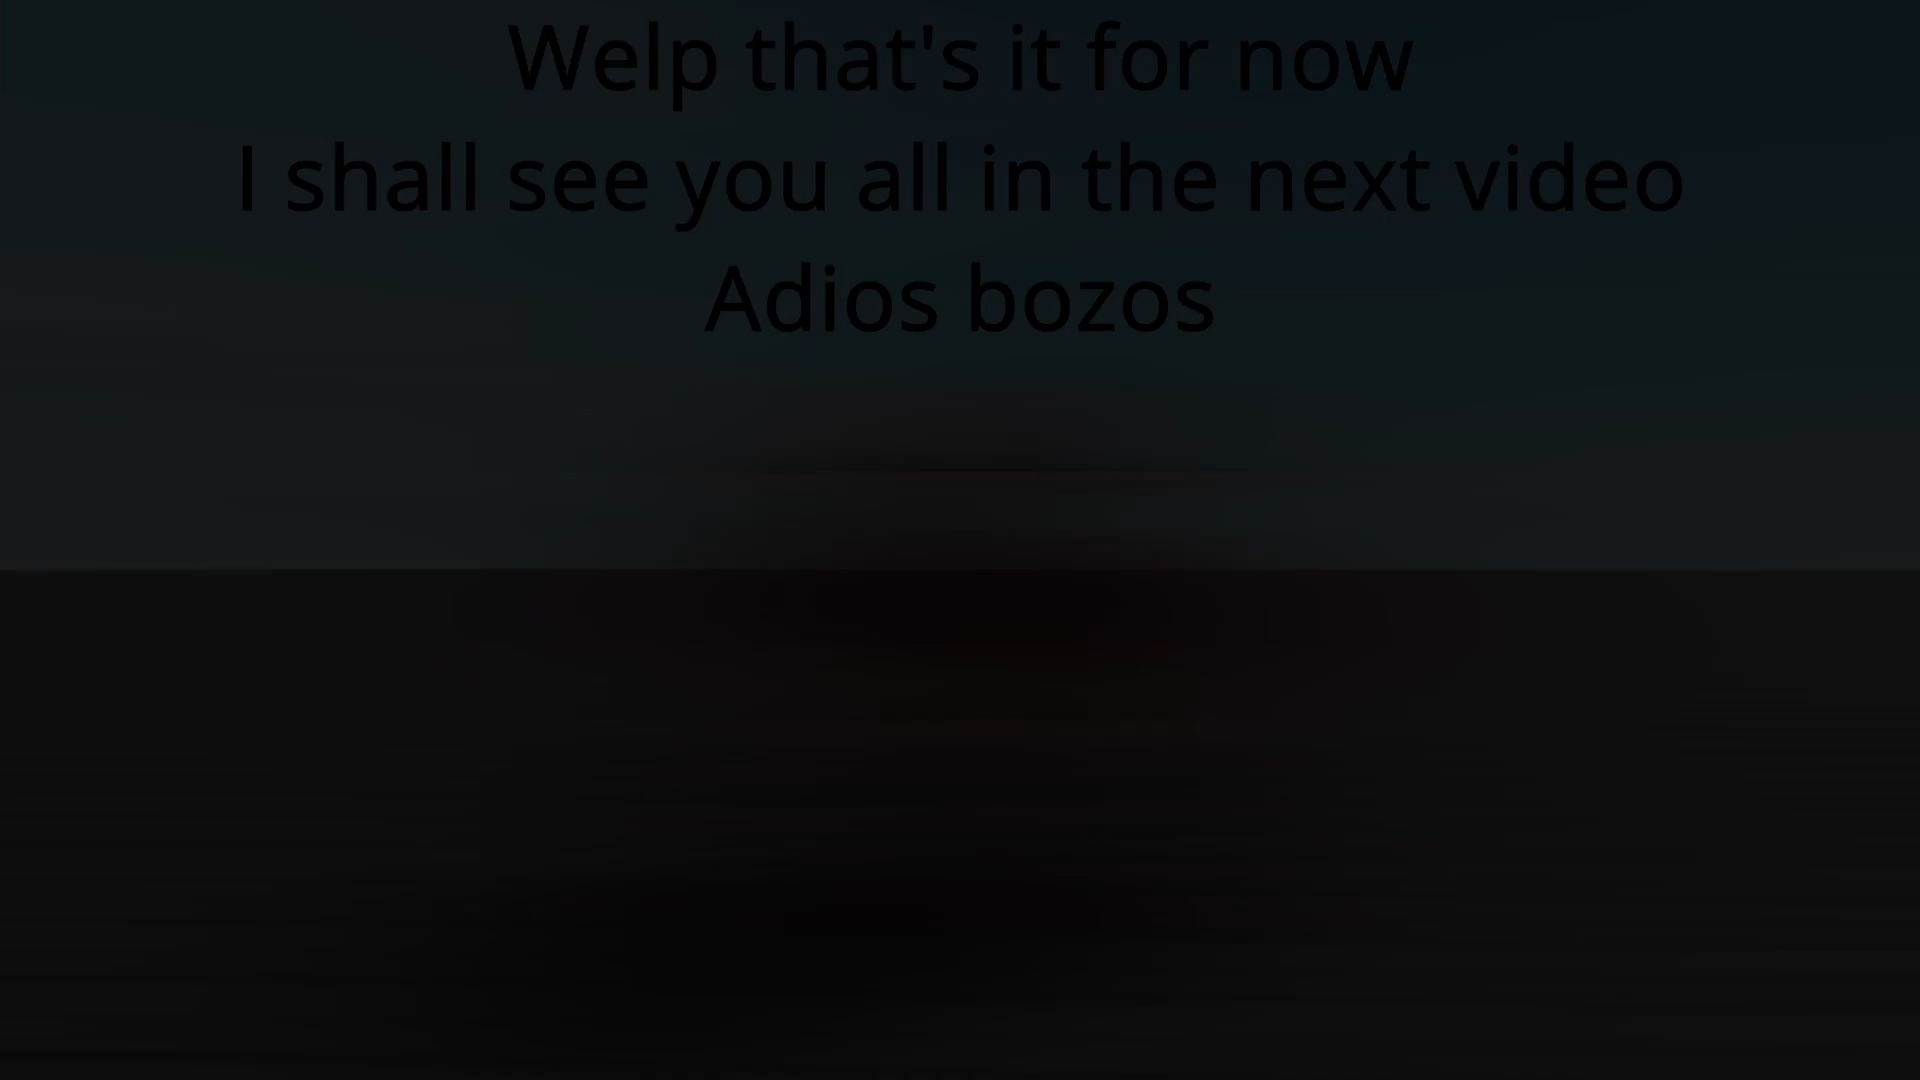 Welp that's it for now
I shall see you all in the next video
Adios bozos